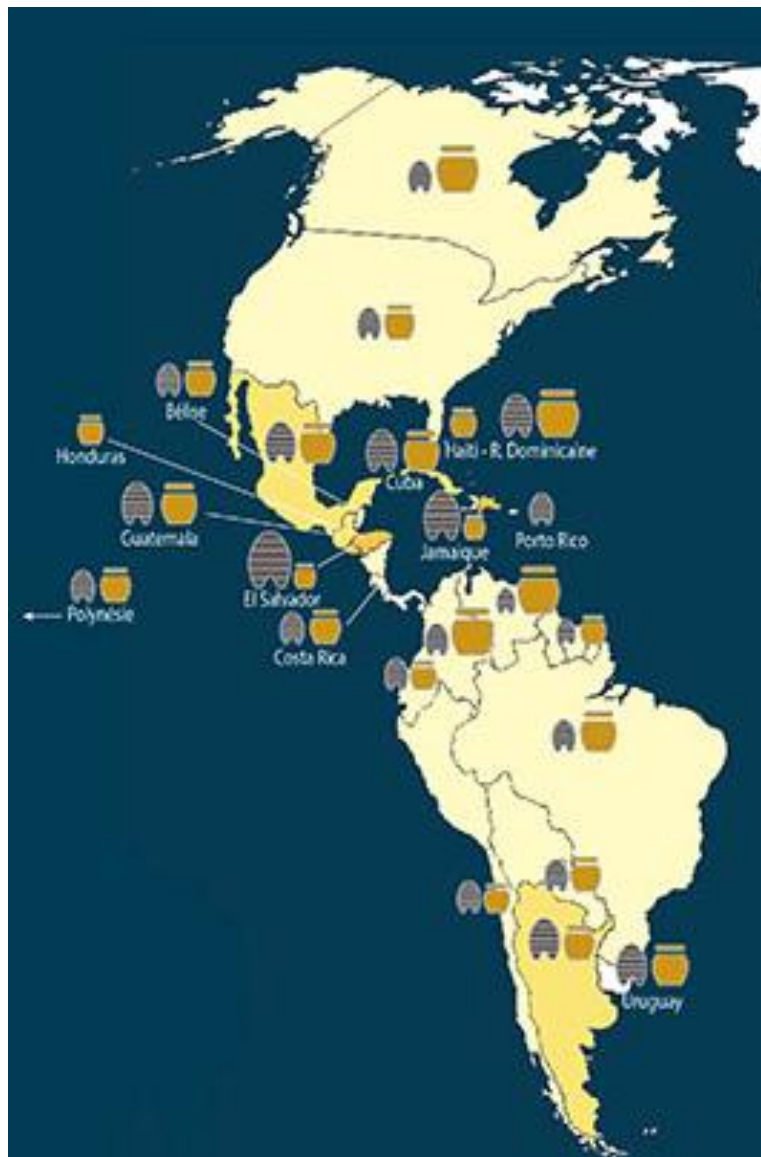 Bélise
Honduras
Haïti - R. Dominicaine
Cuba
Guatemala
Jamaïque
Porto Rico
El Salvador
Polynésie
Costa Rica
Uruguay